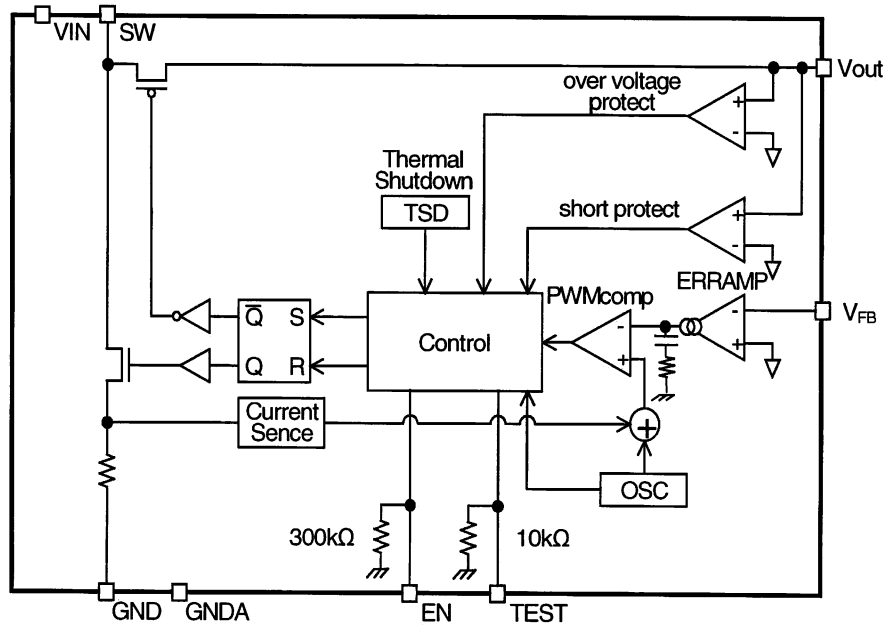 VIN
SW
Vout
over voltage
protect
Thermal
Shutdown
TSD
short protect
ERRAMP
PWMcomp
VFB
Q̅
S
Control
Q
R
Current
Sence
OSC
300kΩ
10kΩ
GND
GNDA
EN
TEST
+
-
+
-
-
+
-
+
+